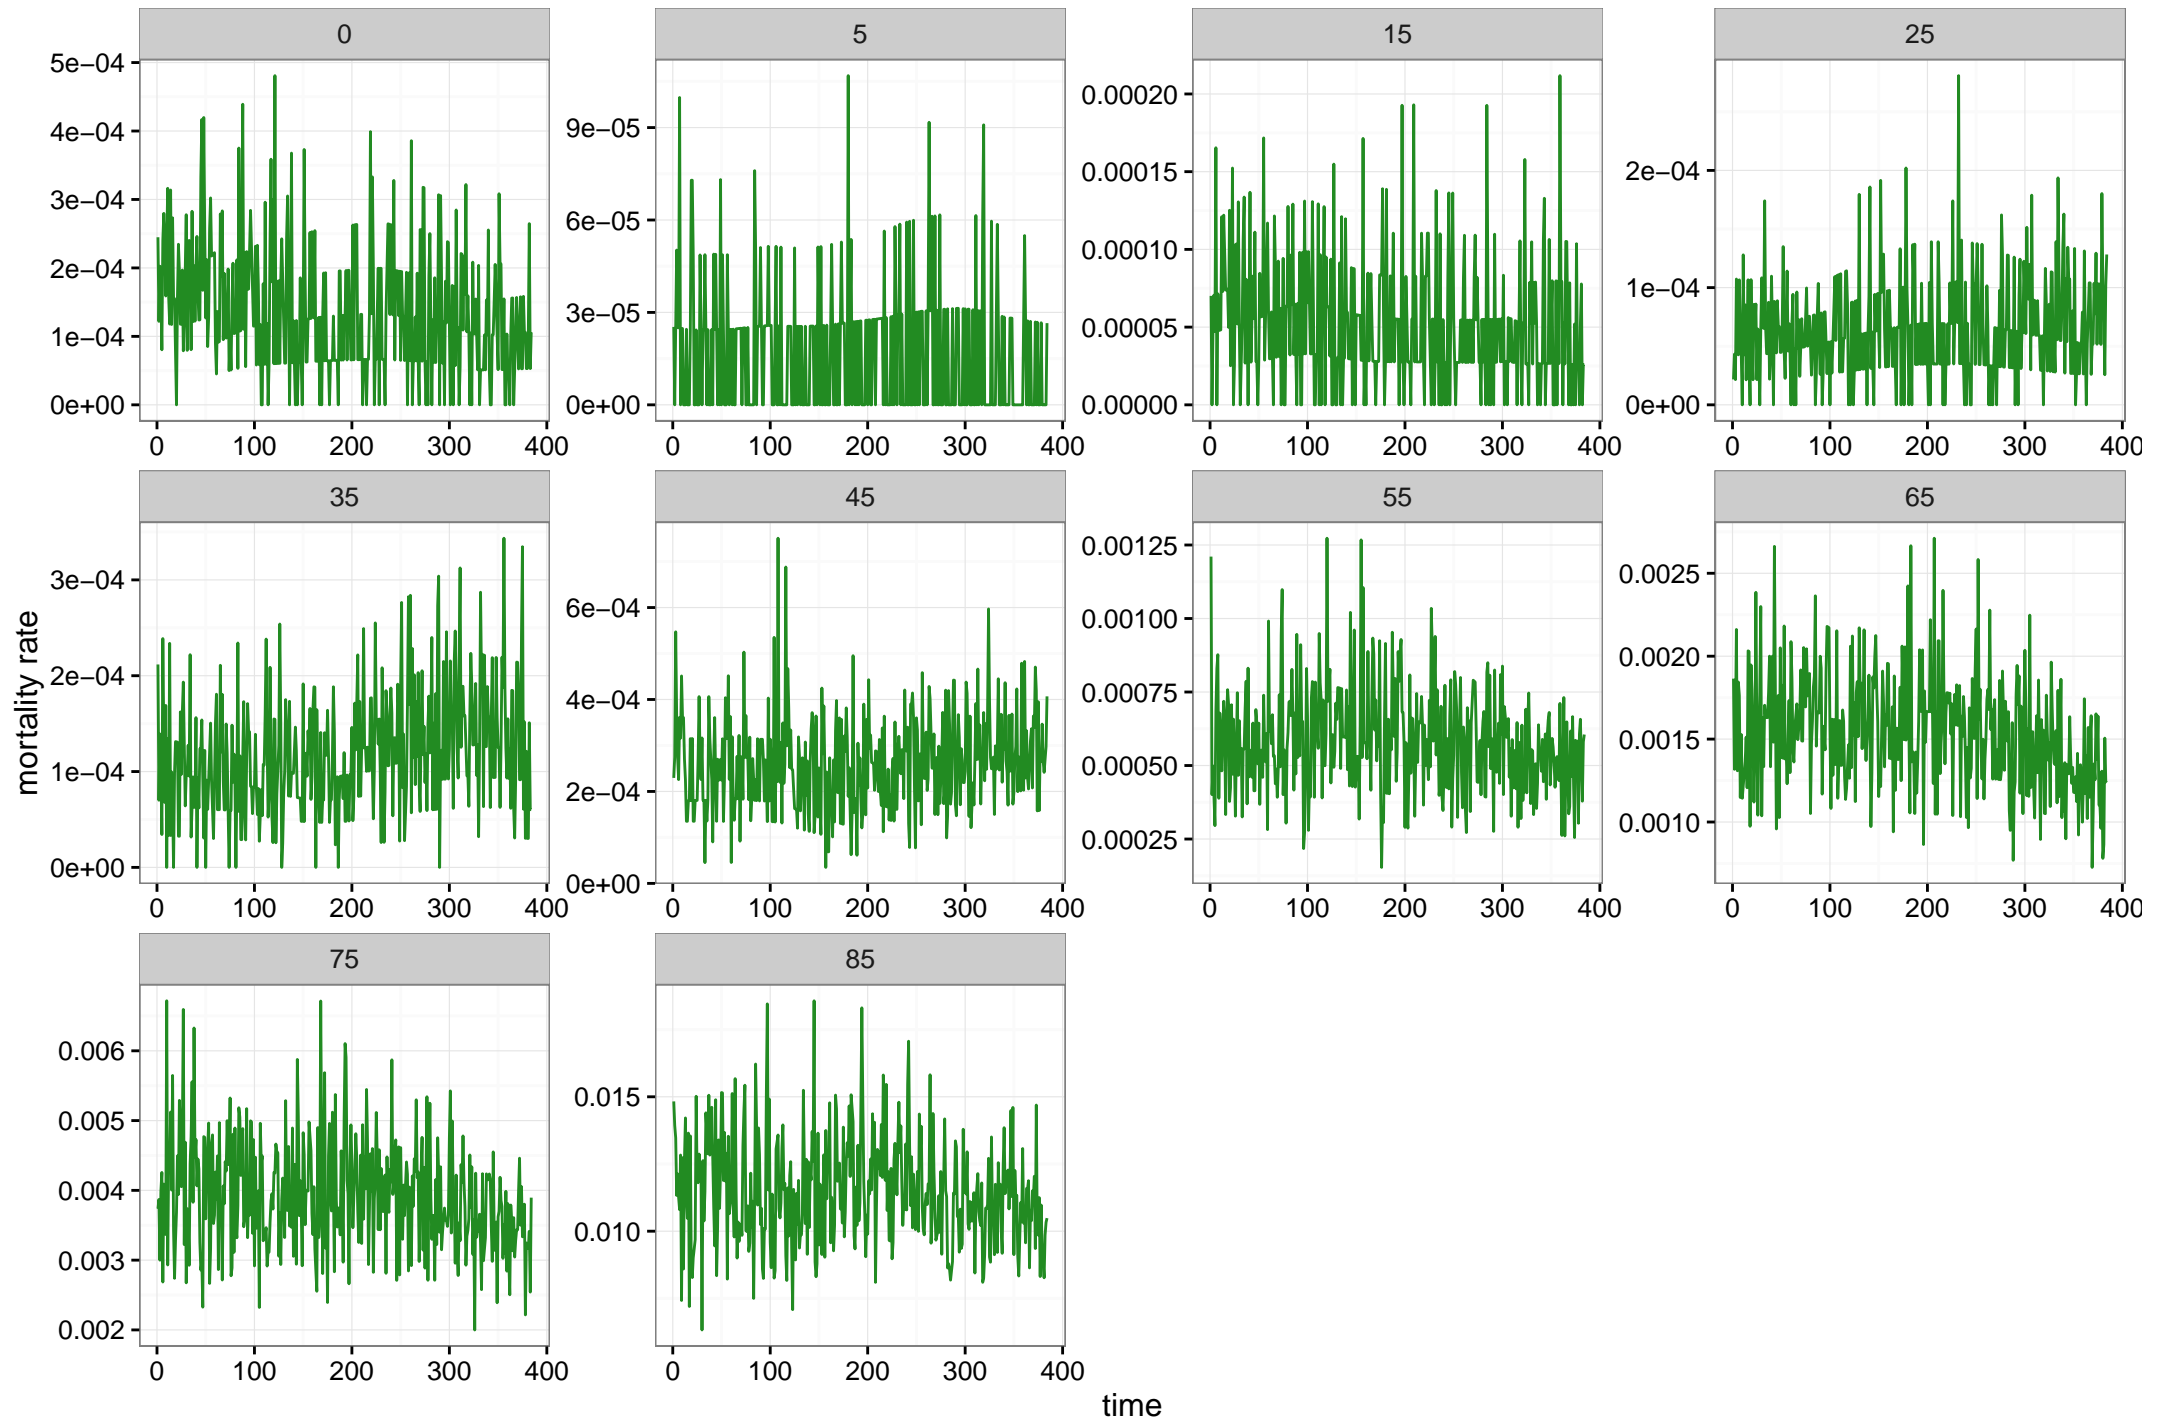 0 5 15 25
5e−04
4e−04
3e−04
2e−04
1e−04
0e+00
9e−05
6e−05
3e−05
0e+00
0.00020
0.00015
0.00010
0.00005
0.00000
2e−04
1e−04
0e+00
0 100 200 300 400 0 100 200 300 400 0 100 200 300 400 0 100 200 300 400
35 45 55 65
mortality rate
3e−04
2e−04
1e−04
0e+00
6e−04
4e−04
2e−04
0e+00
0.00125
0.00100
0.00075
0.00050
0.00025
0.0025
0.0020
0.0015
0.0010
0 100 200 300 400 0 100 200 300 400 0 100 200 300 400 0 100 200 300 400
75 85
0.006
0.005
0.004
0.003
0.002
0.015
0.010
0 100 200 300 400 0 100 200 300 400
time